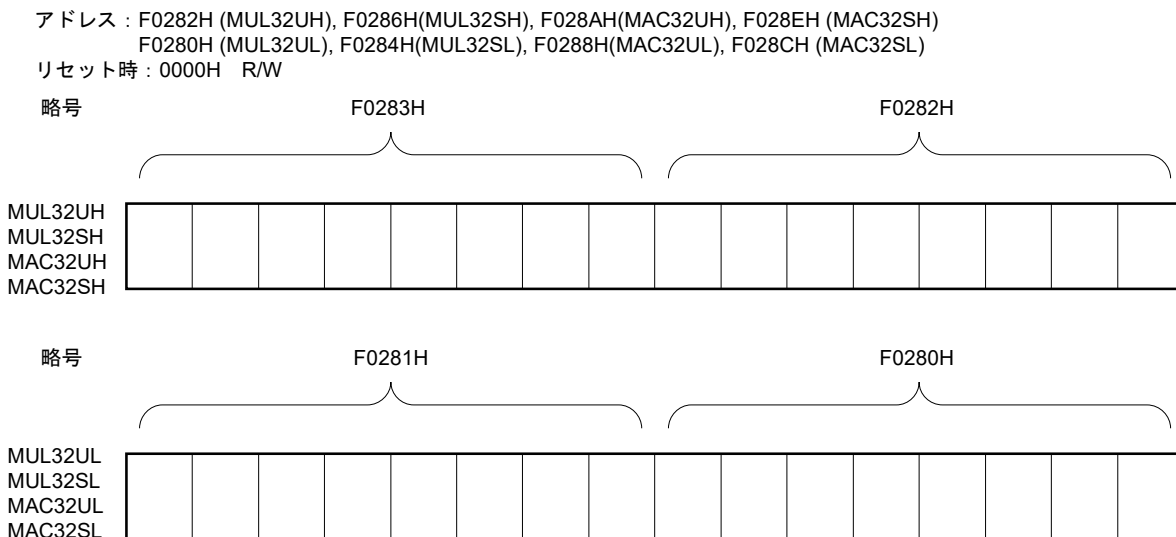 アドレス：F0282H (MUL32UH), F0286H(MUL32SH), F028AH(MAC32UH), F028EH (MAC32SH)
F0280H (MUL32UL), F0284H(MUL32SL), F0288H(MAC32UL), F028CH (MAC32SL)
リセット時：0000H　R/W
略号 F0283H F0282H
MUL32UH
MUL32SH
MAC32UH
MAC32SH
略号 F0281H F0280H
MUL32UL
MUL32SL
MAC32UL
MAC32SL